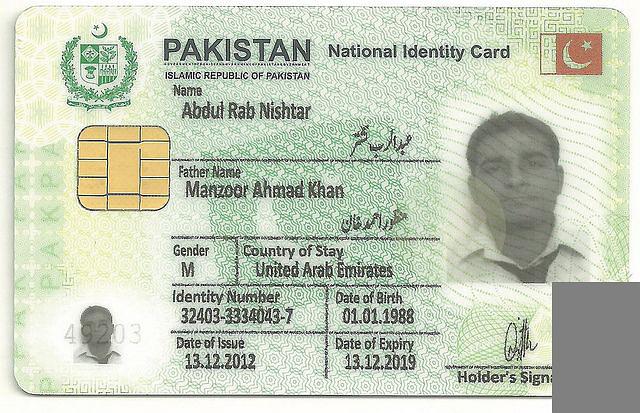 PAKISTAN National Identity Card
ISLAMIC REPUBLIC OF PAKISTAN
Name
Abdul Rab Nishtar
عبدالرب نشتر
Father Name
Manzoor Ahmad Khan
منظور احمد خان
Gender Country of Stay
M United Arab Emirates
Identity Number Date of Birth
32403-3334043-7 01.01.1988
49203
Date of Issue Date of Expiry
13.12.2012 13.12.2019
Holder's Signa